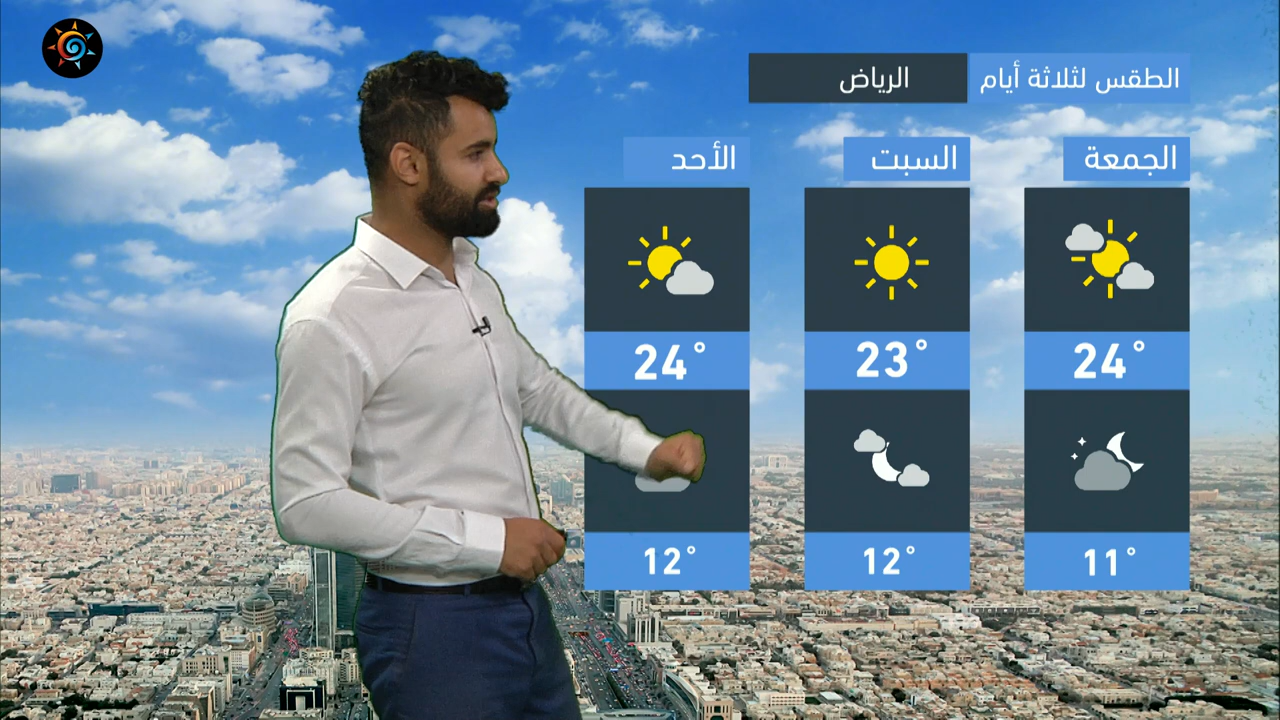 الطقس لثلاثة أيام
الرياض
الجمعة
السبت
الأحد
24°
23°
24°
11°
12°
12°